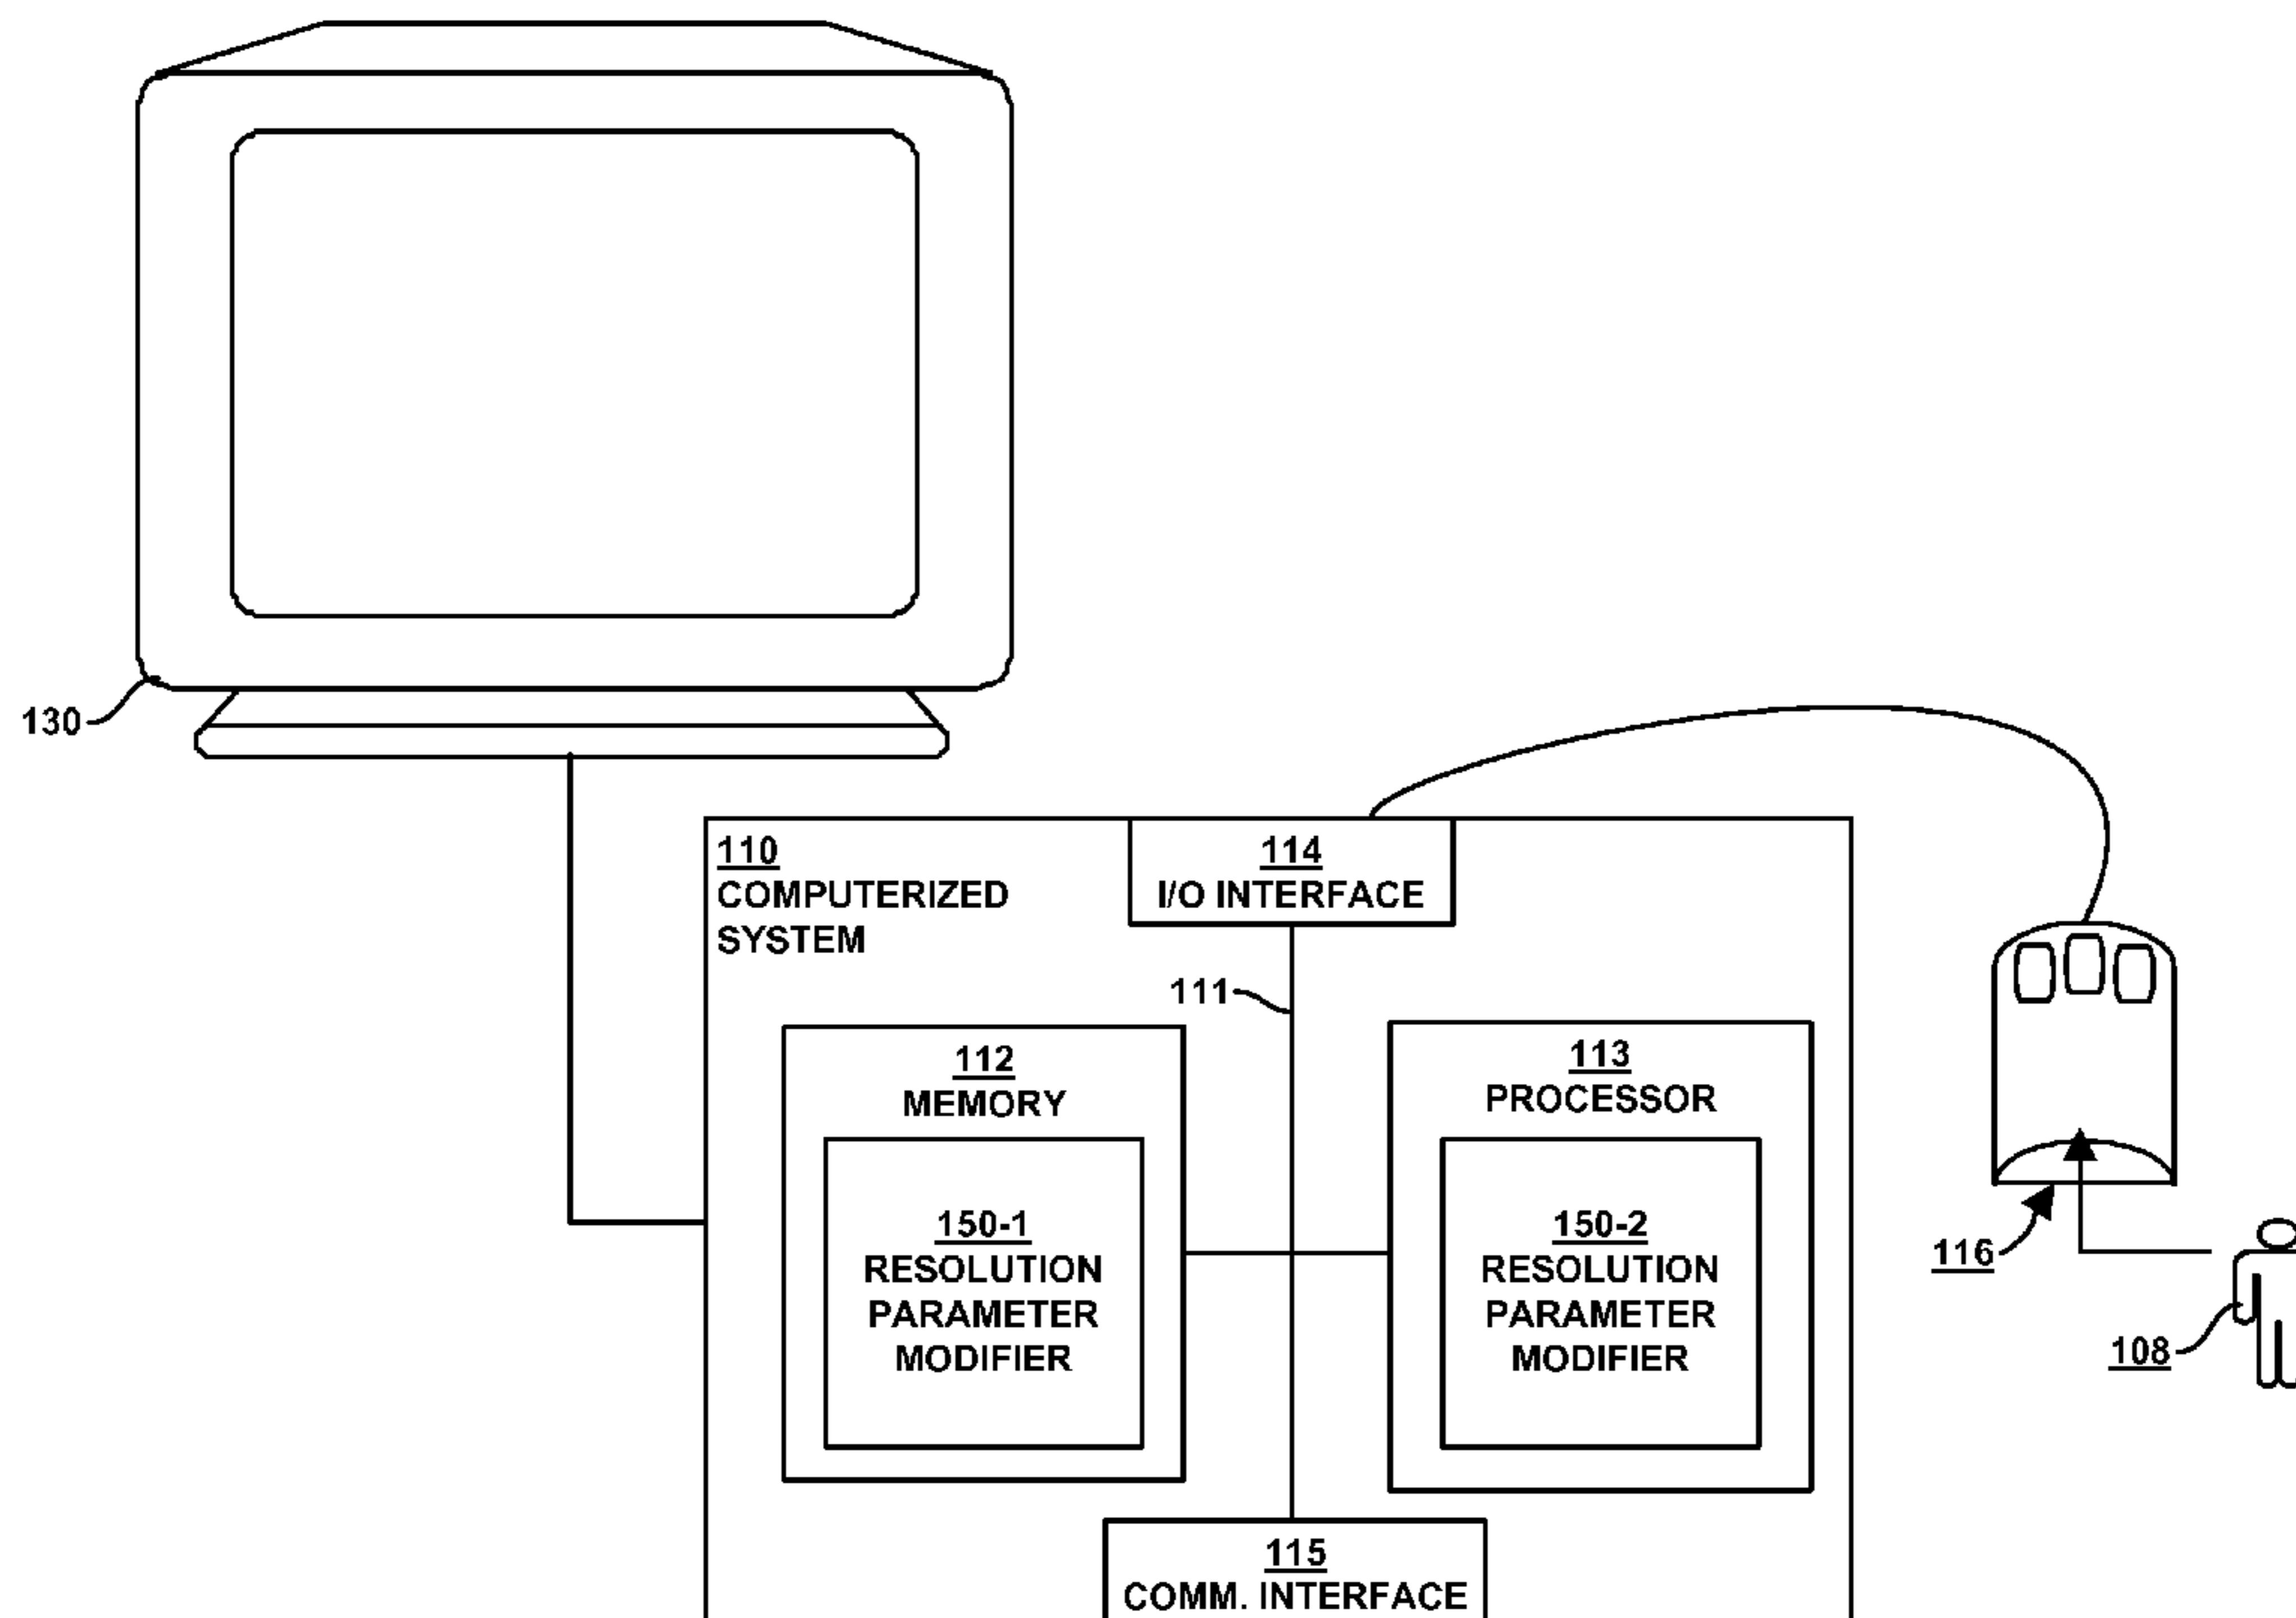 130
110
COMPUTERIZED
SYSTEM
114
I/O INTERFACE
111
112
MEMORY
113
PROCESSOR
150-1
RESOLUTION
PARAMETER
MODIFIER
150-2
RESOLUTION
PARAMETER
MODIFIER
116
108
115
COMM. INTERFACE